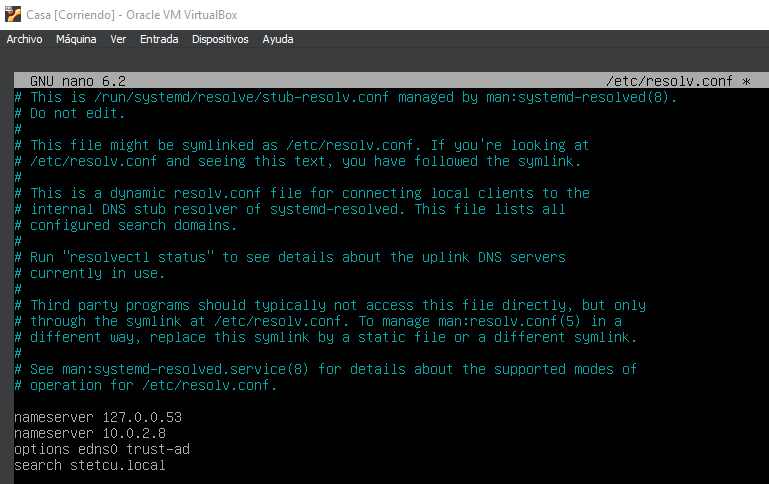 Casa [Corriendo] - Oracle VM VirtualBox
Archivo Máquina Ver Entrada Dispositivos Ayuda
GNU nano 6.2 /etc/resolv.conf *
# This is /run/systemd/resolve/stub-resolv.conf managed by man:systemd-resolved(8).
# Do not edit.
#
# This file might be symlinked as /etc/resolv.conf. If you're looking at
# /etc/resolv.conf and seeing this text, you have followed the symlink.
#
# This is a dynamic resolv.conf file for connecting local clients to the
# internal DNS stub resolver of systemd-resolved. This file lists all
# configured search domains.
#
# Run "resolvectl status" to see details about the uplink DNS servers
# currently in use.
#
# Third party programs should typically not access this file directly, but only
# through the symlink at /etc/resolv.conf. To manage man:resolv.conf(5) in a
# different way, replace this symlink by a static file or a different symlink.
#
# See man:systemd-resolved.service(8) for details about the supported modes of
# operation for /etc/resolv.conf.
nameserver 127.0.0.53
nameserver 10.0.2.8
options edns0 trust-ad
search stetcu.local